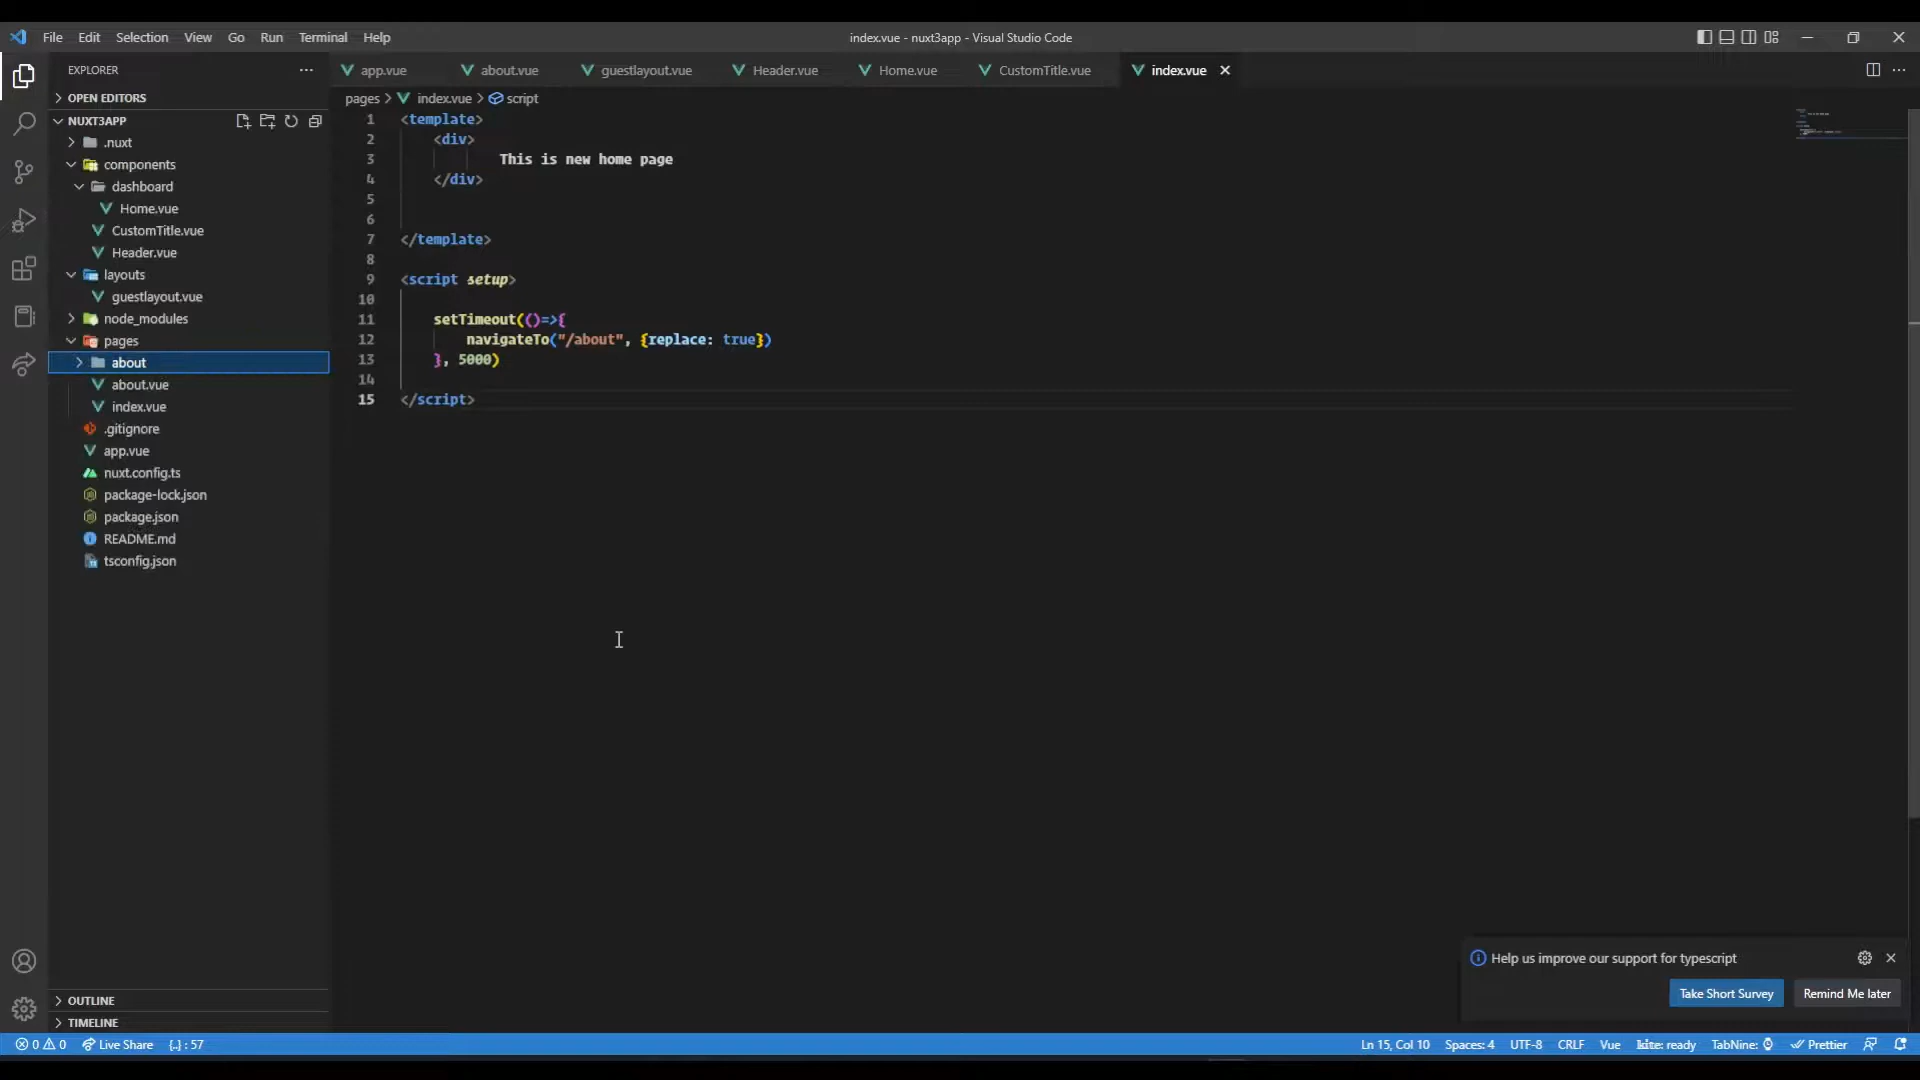 File Edit Selection View Go Run Terminal Help
index.vue - nuxt3app - Visual Studio Code
EXPLORER
OPEN EDITORS
NUXT3APP
.nuxt
components
dashboard
Home.vue
CustomTitle.vue
Header.vue
layouts
guestlayout.vue
node_modules
pages
about
about.vue
index.vue
.gitignore
app.vue
nuxt.config.ts
package-lock.json
package.json
README.md
tsconfig.json
OUTLINE
TIMELINE
app.vue about.vue guestlayout.vue Header.vue Home.vue CustomTitle.vue index.vue
pages > index.vue > script
1 <template>
2 <div>
3 This is new home page
4 </div>
5
6
7 </template>
8
9 <script setup>
10
11 setTimeout(()=>{
12 navigateTo("/about", {replace: true})
13 }, 5000)
14
15 </script>
Help us improve our support for typescript
Take Short Survey Remind Me later
0 0 Live Share {..} : 57 Ln 15, Col 10 Spaces: 4 UTF-8 CRLF Vue kite: ready TabNine: Prettier